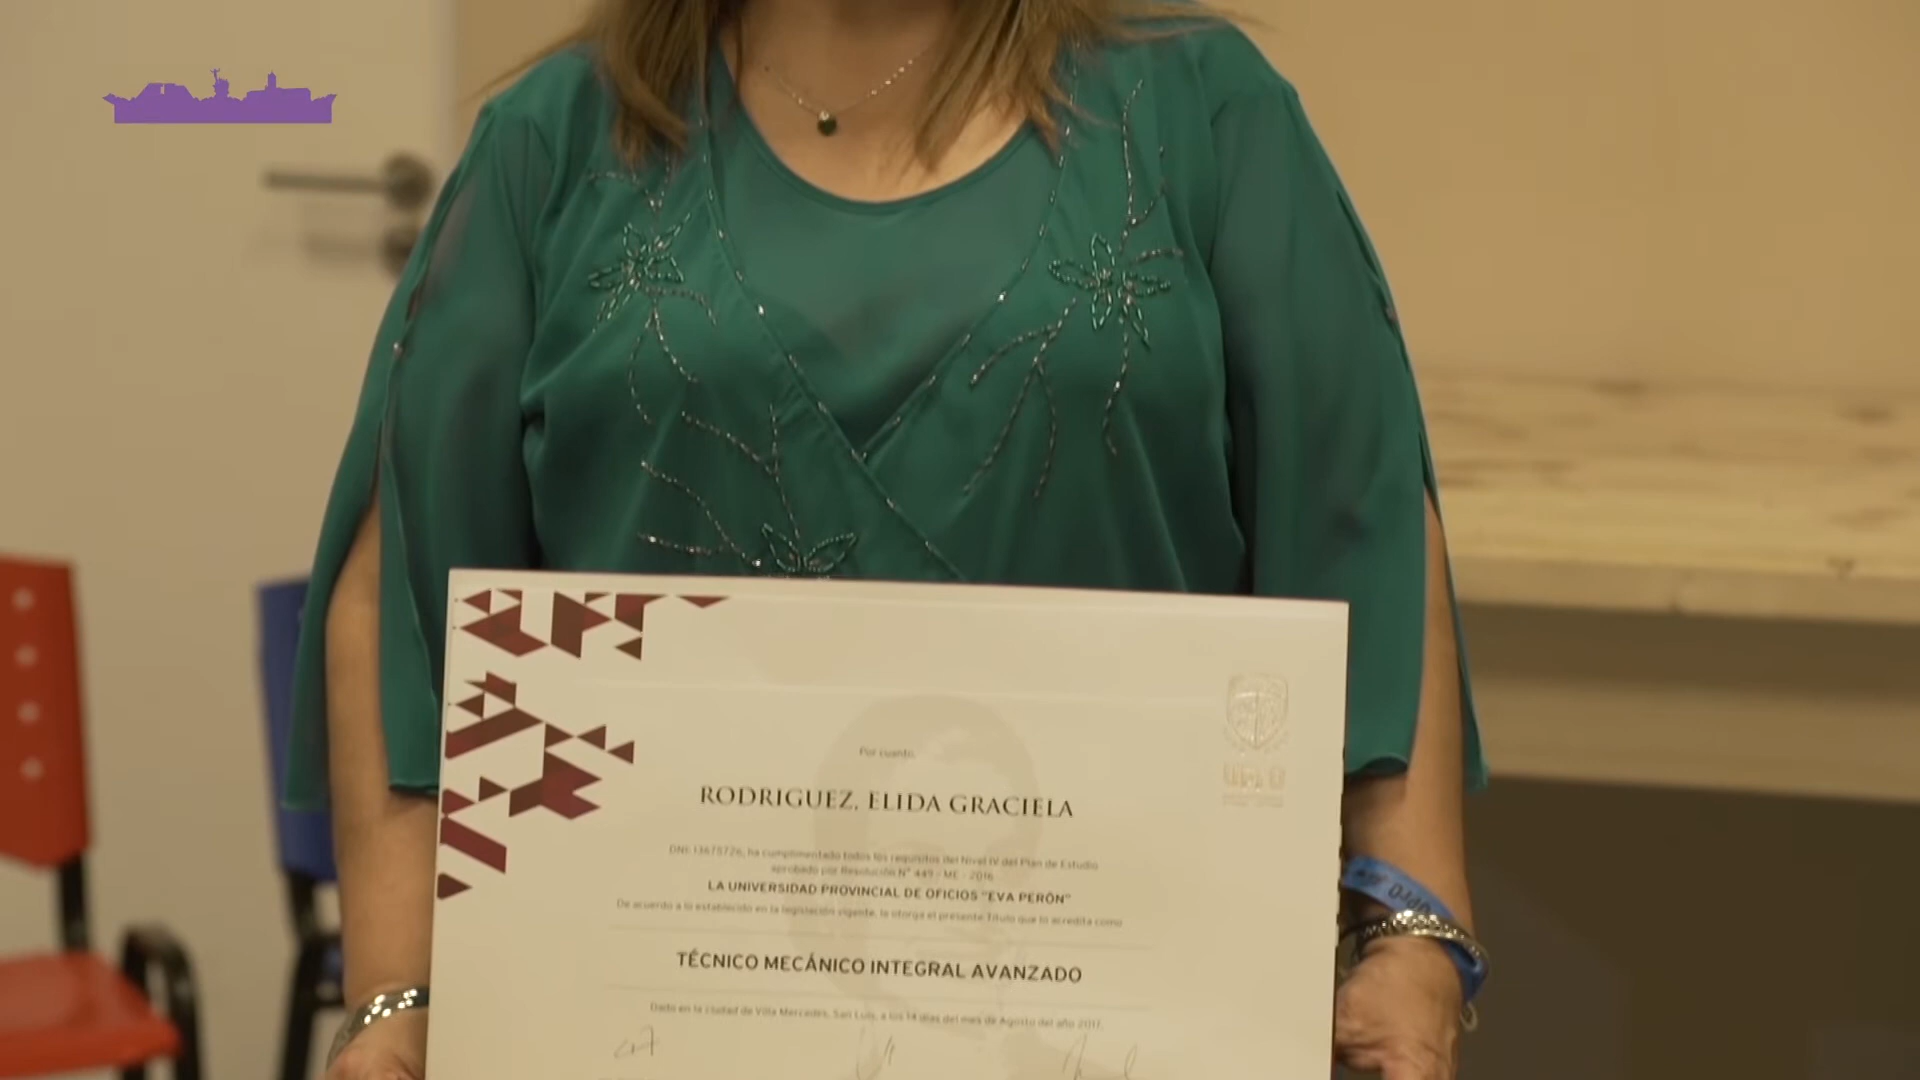 Por cuanto,
RODRIGUEZ, ELIDA GRACIELA
DNI: 13675726, ha cumplimentado todos los requisitos del Nivel IV del Plan de Estudio
aprobado por Resolución N° 449 - ME - 2016
LA UNIVERSIDAD PROVINCIAL DE OFICIOS "EVA PERÓN"
De acuerdo a lo establecido en la legislación vigente, le otorga el presente Título que lo acredita como
TÉCNICO MECÁNICO INTEGRAL AVANZADO
Dado en la ciudad de Villa Mercedes, San Luis, a los 14 días del mes de Agosto del año 2017.
UPrO